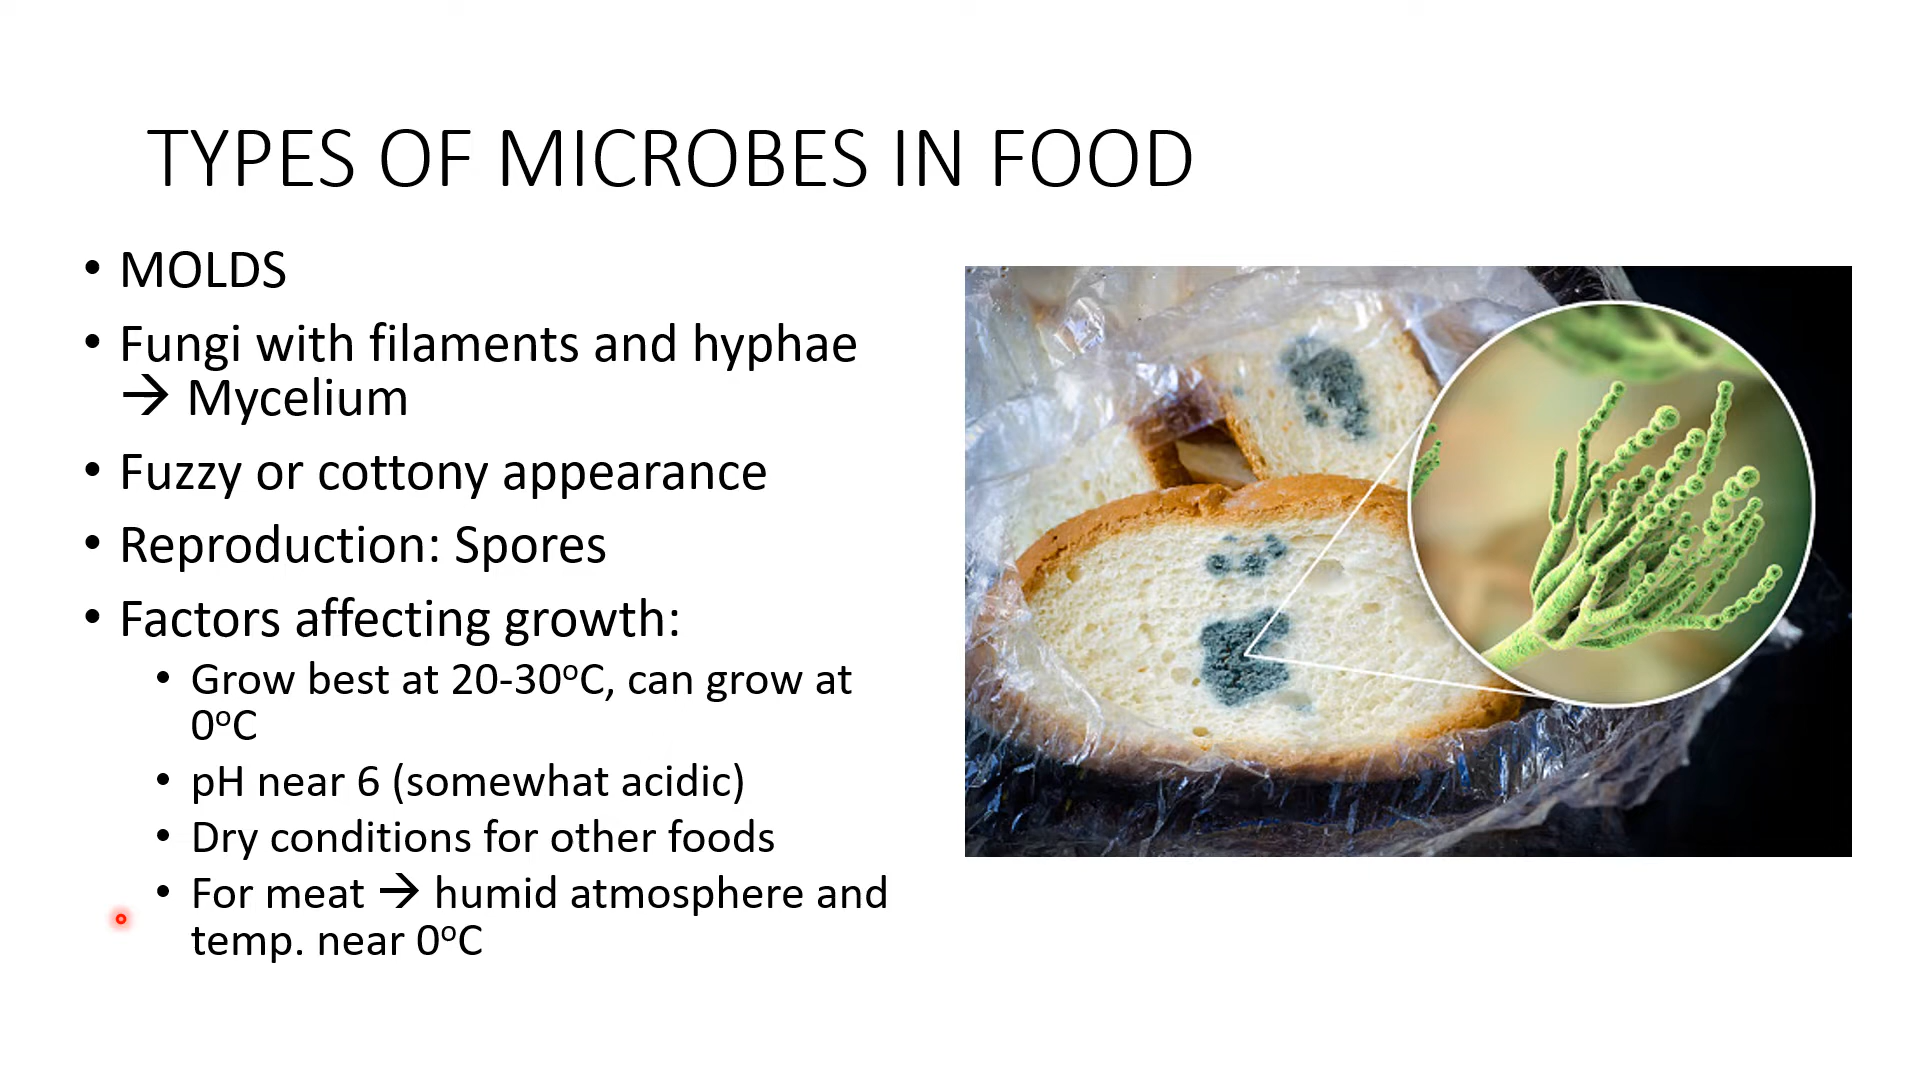 TYPES OF MICROBES IN FOOD
• MOLDS
• Fungi with filaments and hyphae
→ Mycelium
• Fuzzy or cottony appearance
• Reproduction: Spores
• Factors affecting growth:
• Grow best at 20-30ºC, can grow at
0ºC
• pH near 6 (somewhat acidic)
• Dry conditions for other foods
• For meat → humid atmosphere and
temp. near 0ºC